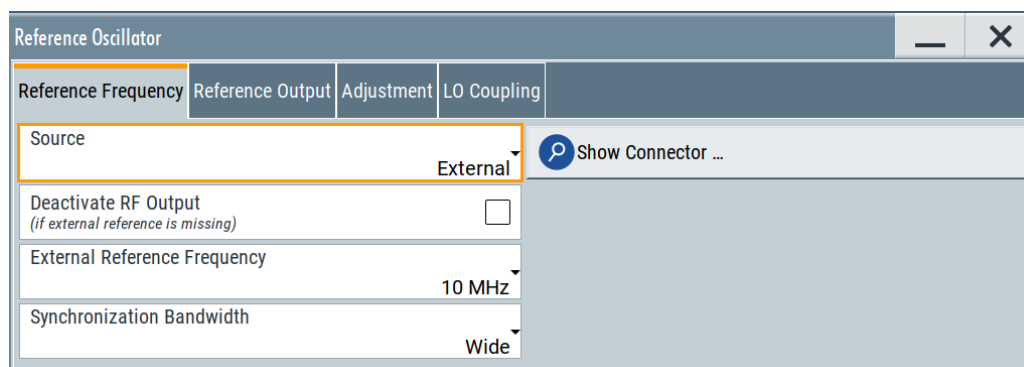 Reference Oscillator
Reference Frequency Reference Output Adjustment LO Coupling
Source
External
Show Connector ...
Deactivate RF Output
(if external reference is missing)
External Reference Frequency
10 MHz
Synchronization Bandwidth
Wide